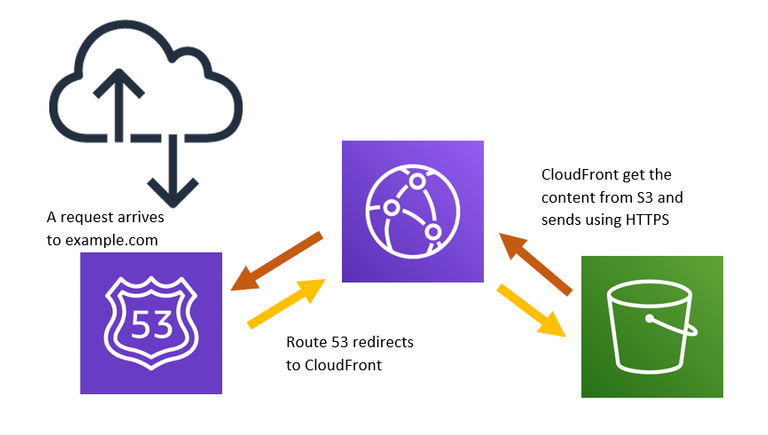 A request arrives
to example.com
53
Route 53 redirects
to CloudFront
CloudFront get the
content from S3 and
sends using HTTPS